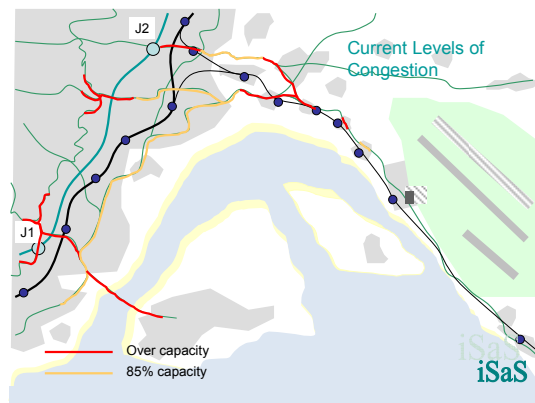 J2
Current Levels of
Congestion
J1
Over capacity
85% capacity
iSaS
iSaS